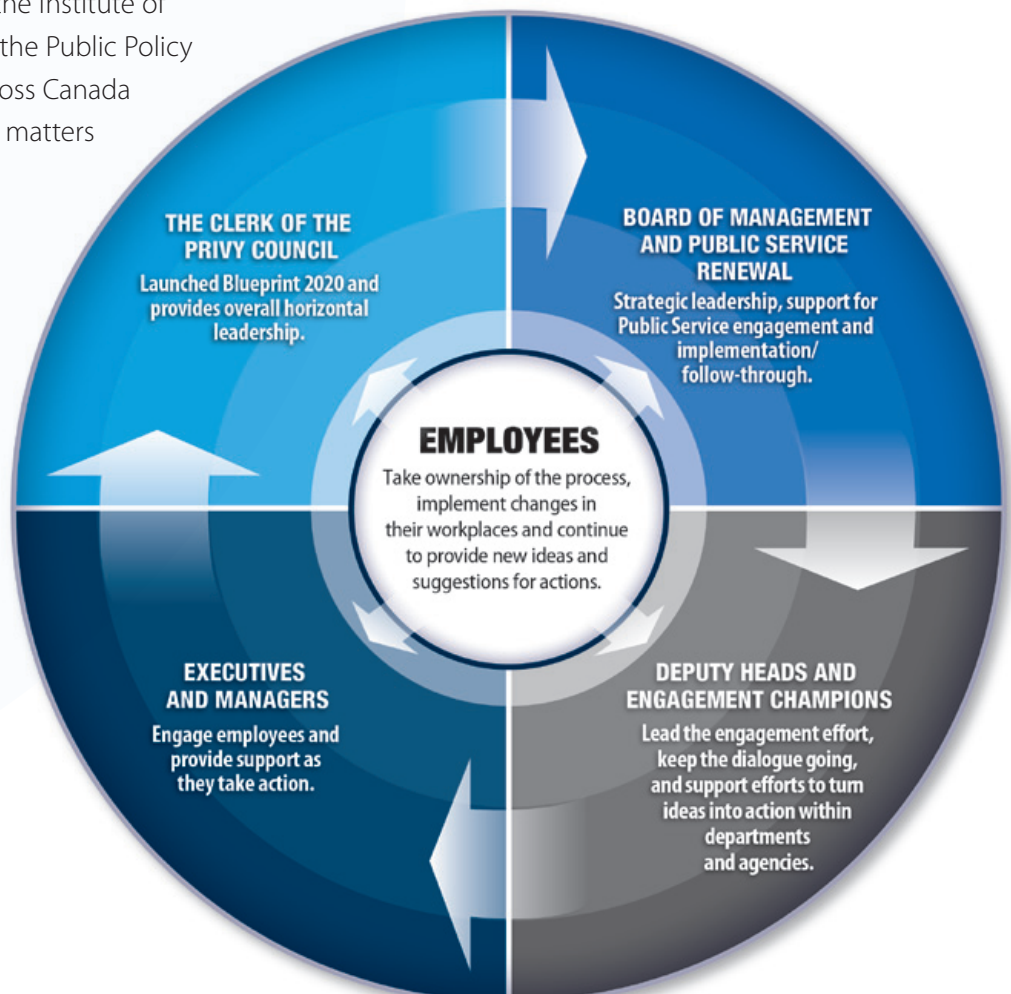 the Institute of
the Public Policy
oss Canada
matters
THE CLERK OF THE
PRIVY COUNCIL
Launched Blueprint 2020 and
provides overall horizontal
leadership.
BOARD OF MANAGEMENT
AND PUBLIC SERVICE
RENEWAL
Strategic leadership, support for
Public Service engagement and
implementation/
follow-through.
EMPLOYEES
Take ownership of the process,
implement changes in
their workplaces and continue
to provide new ideas and
suggestions for actions.
EXECUTIVES
AND MANAGERS
Engage employees and
provide support as
they take action.
DEPUTY HEADS AND
ENGAGEMENT CHAMPIONS
Lead the engagement effort,
keep the dialogue going,
and support efforts to turn
ideas into action within
departments
and agencies.